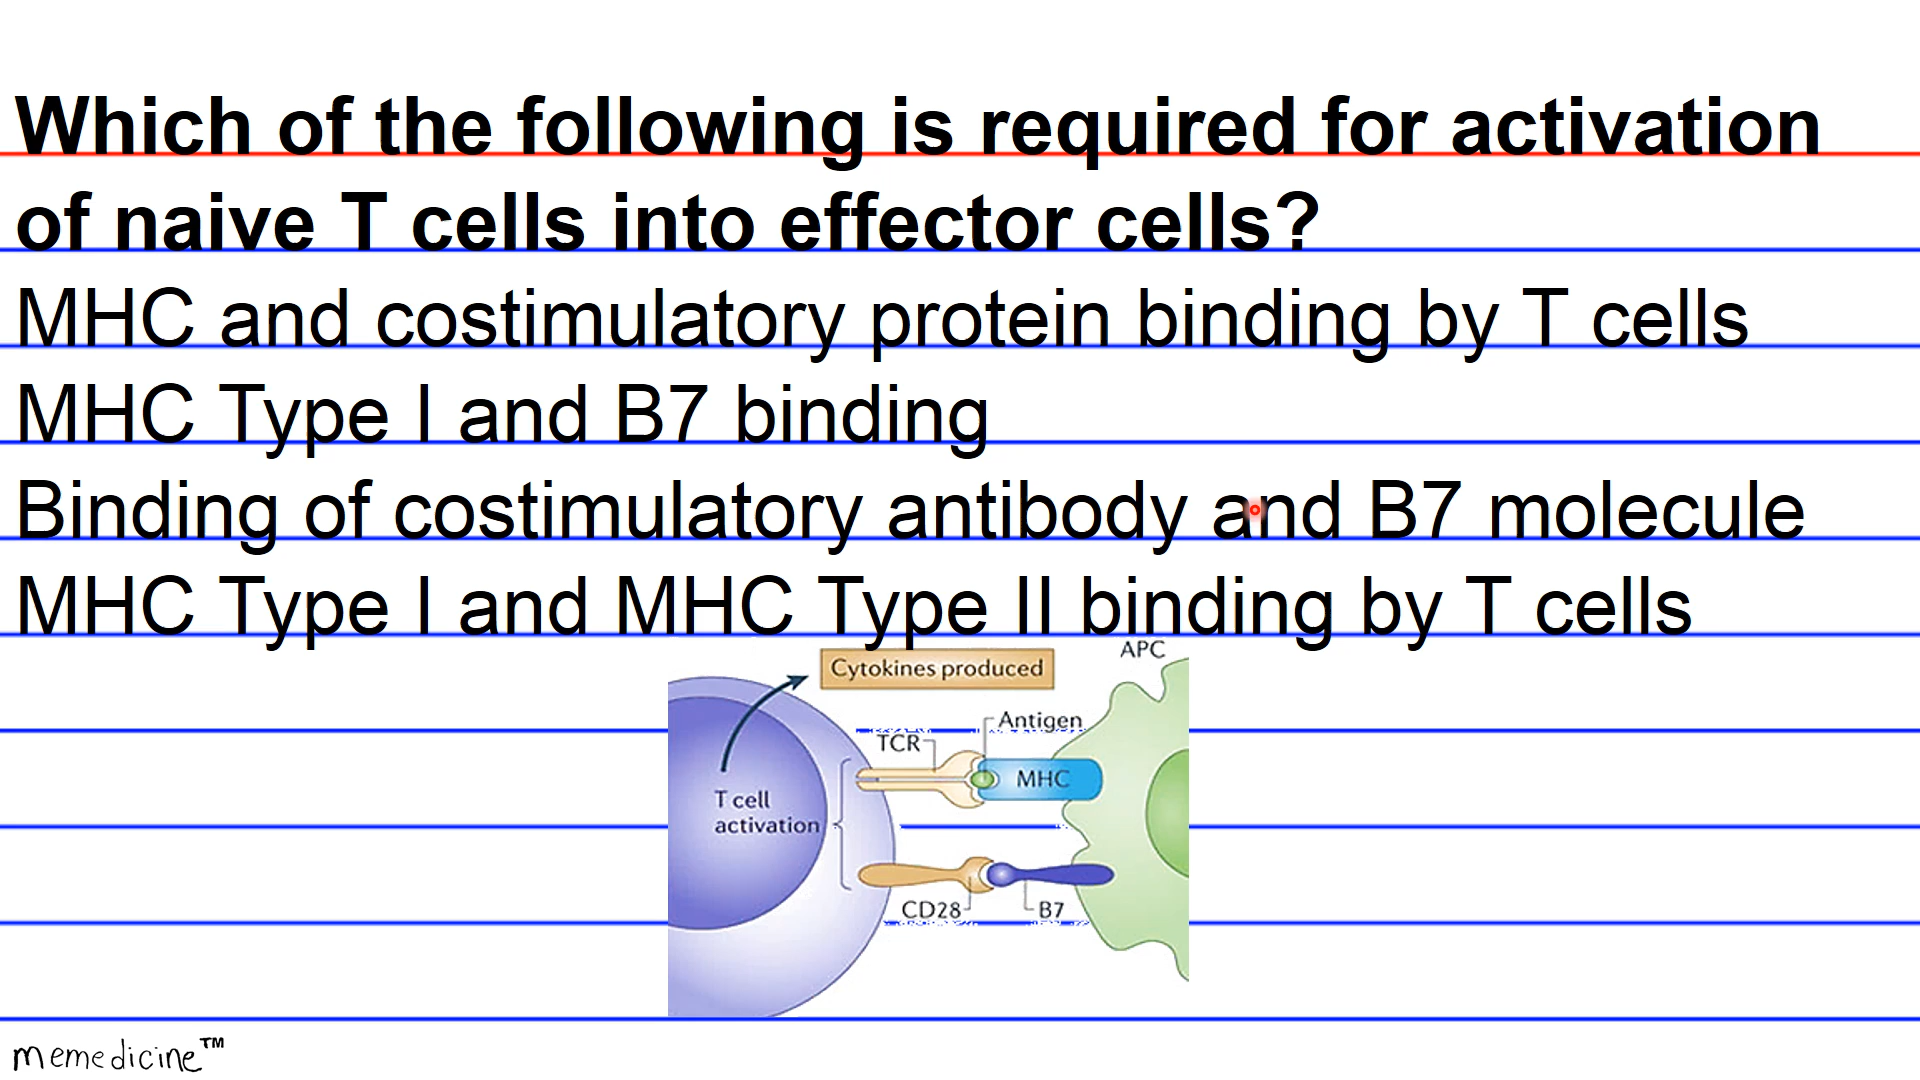 Which of the following is required for activation
of naive T cells into effector cells?
MHC and costimulatory protein binding by T cells
MHC Type I and B7 binding
Binding of costimulatory antibody and B7 molecule
MHC Type I and MHC Type II binding by T cells
APC
Cytokines produced
Antigen
TCR
MHC
T cell
activation
CD28
B7
memedicine™